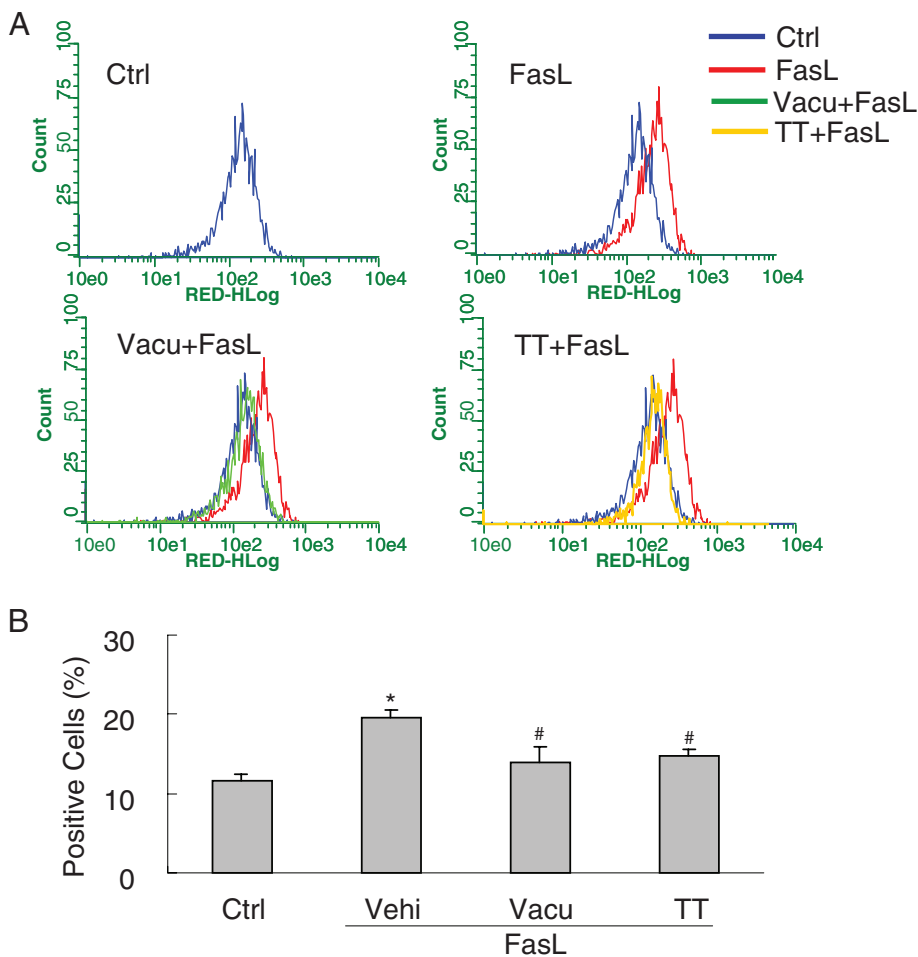 A
Ctrl
100
75
50
25
0
Count
10e0 10e1 10e2 10e3 10e4
RED-HLog
FasL
100
75
50
25
0
Count
10e0 10e1 10e2 10e3 10e4
RED-HLog
Ctrl
FasL
Vacu+FasL
TT+FasL
Vacu+FasL
100
75
50
25
0
Count
10e0 10e1 10e2 10e3 10e4
RED-HLog
TT+FasL
100
75
50
25
0
Count
10e0 10e1 10e2 10e3 10e4
RED-HLog
B
Positive Cells (%)
30
20
10
0
*
#
#
Ctrl Vehi Vacu TT
FasL